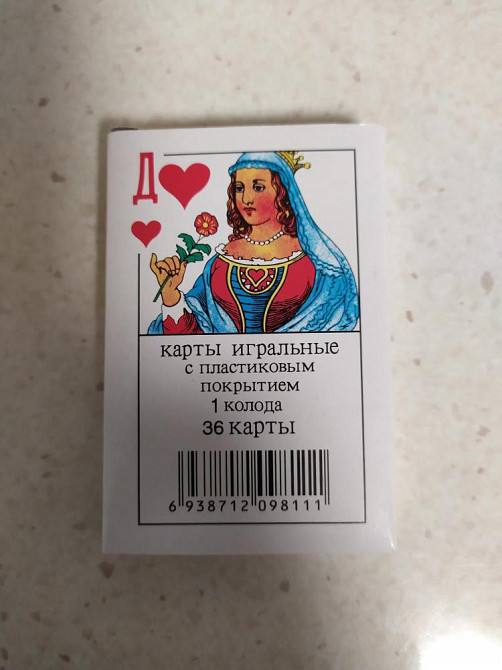 Д
карты игральные
с пластиковым
покрытием
1 колода
36 карты
6 938712 098111